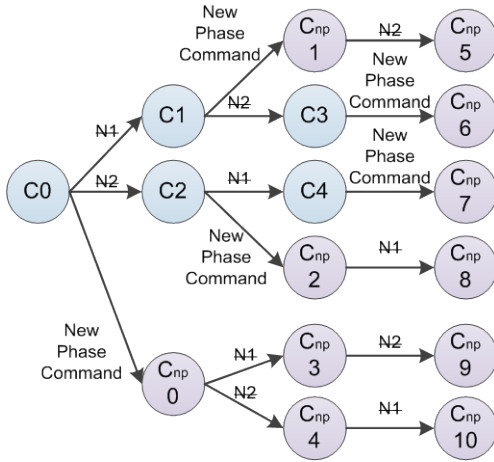 New
Phase
Command
Cnp
1
N2
Cnp
5
N1
C1
N2
C3
New
Phase
Command
Cnp
6
C0
N2
C2
N1
C4
New
Phase
Command
Cnp
7
New
Phase
Command
Cnp
2
N1
Cnp
8
New
Phase
Command
Cnp
0
N1
Cnp
3
N2
Cnp
9
N2
Cnp
4
N1
Cnp
10